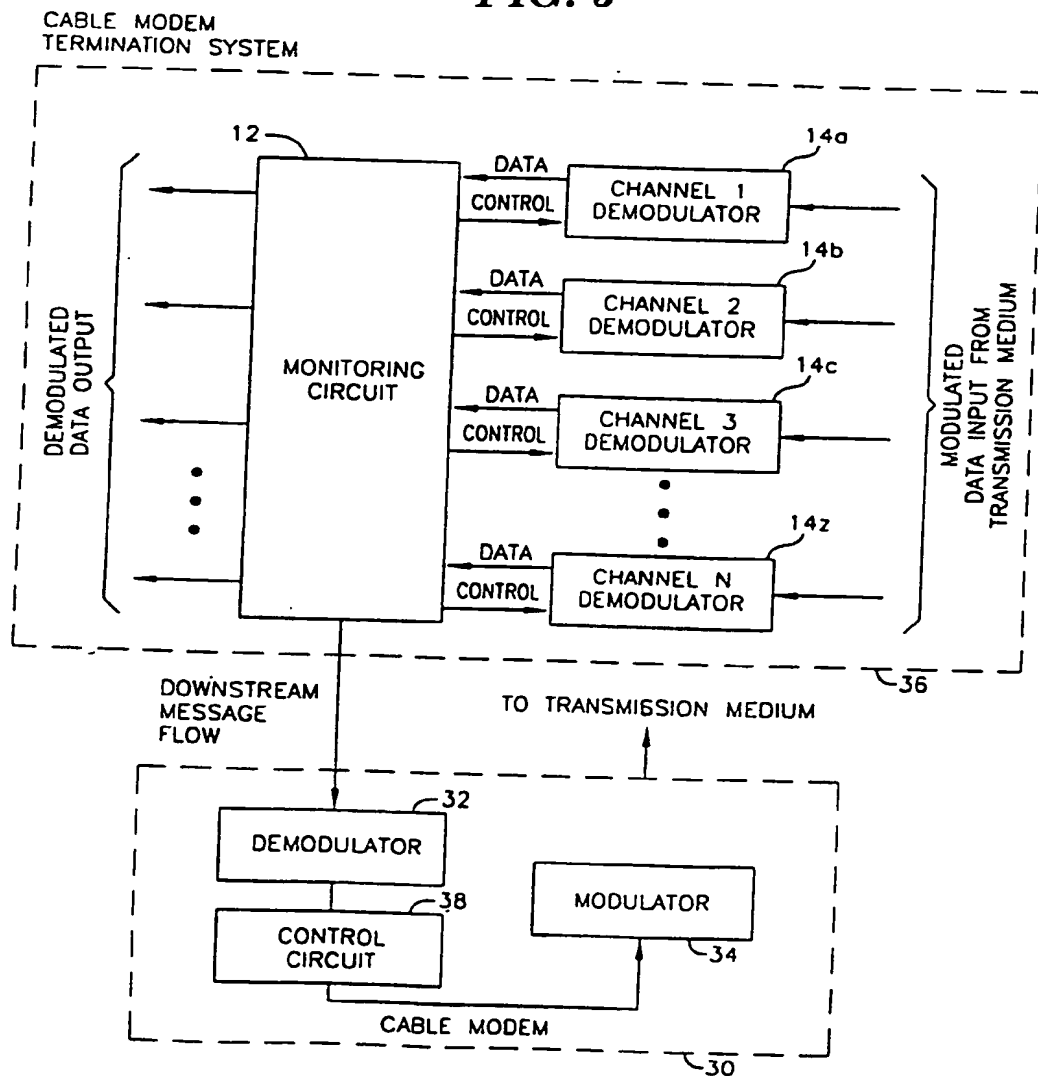 CABLE MODEM
TERMINATION SYSTEM
12
14a
DATA
CONTROL
CHANNEL 1
DEMODULATOR
14b
DATA
CONTROL
CHANNEL 2
DEMODULATOR
14c
DATA
CONTROL
CHANNEL 3
DEMODULATOR
14z
DATA
CONTROL
CHANNEL N
DEMODULATOR
MONITORING
CIRCUIT
DEMODULATED
DATA OUTPUT
MODULATED
DATA INPUT FROM
TRANSMISSION MEDIUM
36
DOWNSTREAM
MESSAGE
FLOW
TO TRANSMISSION MEDIUM
32
DEMODULATOR
38
CONTROL
CIRCUIT
MODULATOR
34
CABLE MODEM
30